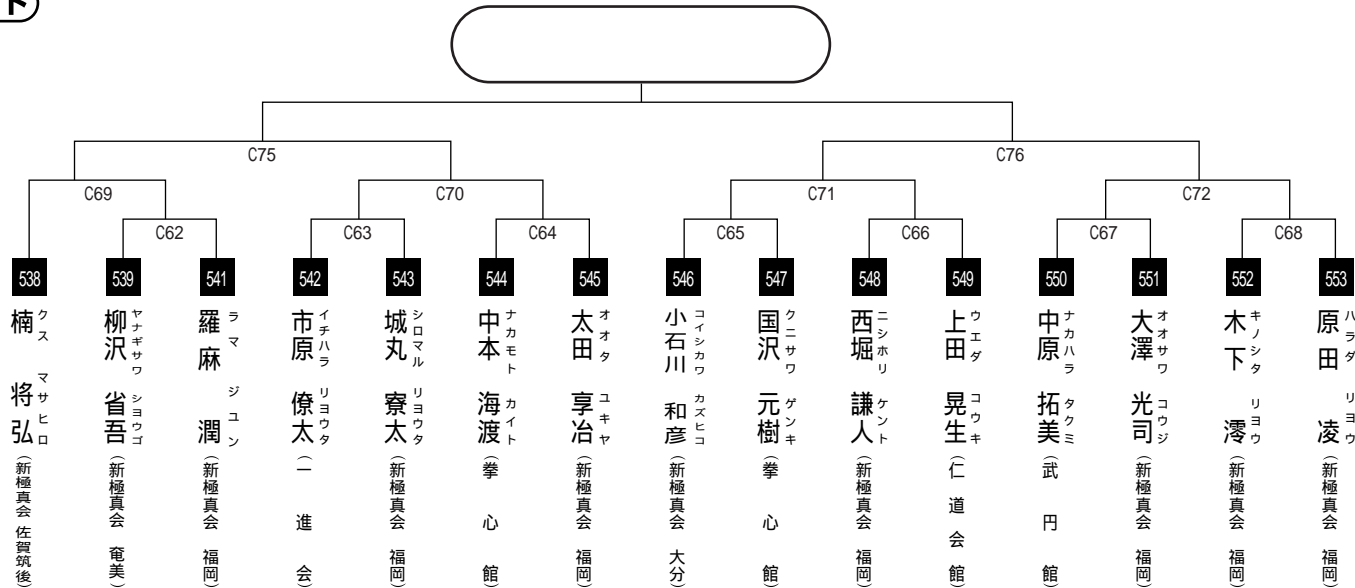 ト
C75
C76
C69
C70
C71
C72
C62
C63
C64
C65
C66
C67
C68
538
539
541
542
543
544
545
546
547
548
549
550
551
552
553
楠 将弘
クス マサヒロ
(新極真会 佐賀筑後)
柳沢 省吾
ヤナギサワ ショウゴ
(新極真会 奄美)
羅麻 潤
ラマ ジュン
(新極真会 福岡)
市原 僚太
イチハラ リョウタ
(一進会)
城丸 寮太
シロマル リョウタ
(新極真会 福岡)
中本 海渡
ナカモト カイト
(拳心館)
太田 享冶
オオタ ユキヤ
(新極真会 福岡)
小石川 和彦
コイシカワ カズヒコ
(新極真会 大分)
国沢 元樹
クニサワ ゲンキ
(拳心館)
西堀 謙人
ニシホリ ケント
(新極真会 福岡)
上田 晃生
ウエダ コウキ
(仁道会館)
中原 拓美
ナカハラ タクミ
(武円館)
大澤 光司
オオサワ コウジ
(新極真会 福岡)
木下 澪
キノシタ リョウ
(新極真会 福岡)
原田 凌
ハラダ リョウ
(新極真会 福岡)